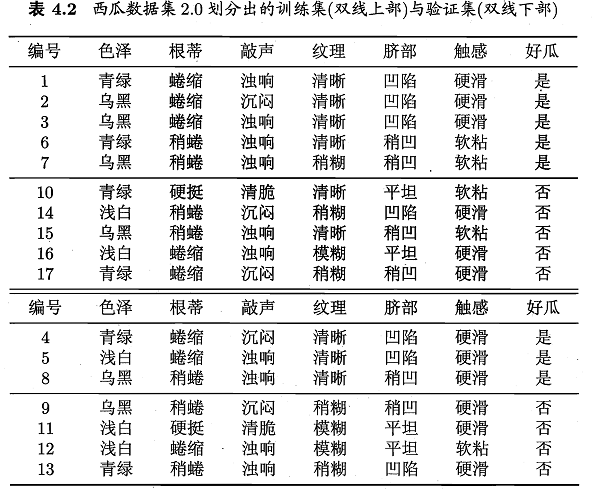 表 4.2 西瓜数据集2.0划分出的训练集(双线上部)与验证集(双线下部)
编号 色泽 根蒂 敲声 纹理 脐部 触感 好瓜
1 青绿 蜷缩 浊响 清晰 凹陷 硬滑 是
2 乌黑 蜷缩 沉闷 清晰 凹陷 硬滑 是
3 乌黑 蜷缩 浊响 清晰 凹陷 硬滑 是
6 青绿 稍蜷 浊响 清晰 稍凹 软粘 是
7 乌黑 稍蜷 浊响 稍糊 稍凹 软粘 是
10 青绿 硬挺 清脆 清晰 平坦 软粘 否
14 浅白 稍蜷 沉闷 稍糊 凹陷 硬滑 否
15 乌黑 稍蜷 浊响 清晰 稍凹 软粘 否
16 浅白 蜷缩 浊响 模糊 平坦 硬滑 否
17 青绿 蜷缩 沉闷 稍糊 稍凹 硬滑 否
编号 色泽 根蒂 敲声 纹理 脐部 触感 好瓜
4 青绿 蜷缩 沉闷 清晰 凹陷 硬滑 是
5 浅白 蜷缩 浊响 清晰 凹陷 硬滑 是
8 乌黑 稍蜷 浊响 清晰 稍凹 硬滑 是
9 乌黑 稍蜷 沉闷 稍糊 稍凹 硬滑 否
11 浅白 硬挺 清脆 模糊 平坦 硬滑 否
12 浅白 蜷缩 浊响 模糊 平坦 软粘 否
13 青绿 稍蜷 浊响 稍糊 凹陷 硬滑 否